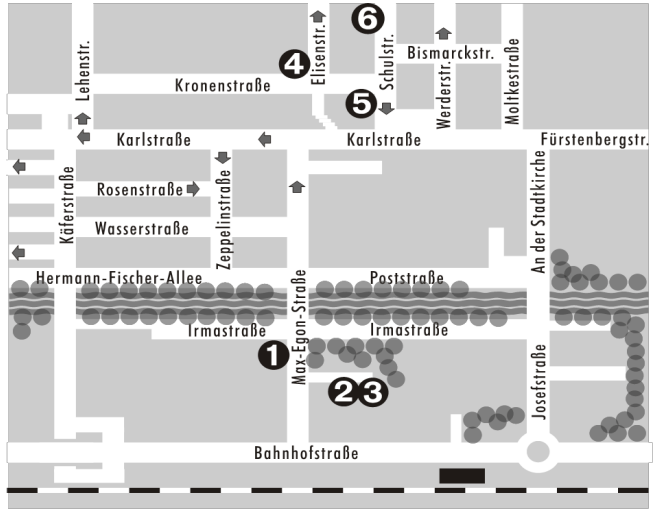 6
Lehenstr.
Elisenstr.
Schulstr.
Bismarckstr.
4
Kronenstraße
Werderstr.
Moltkestraße
5
Karlstraße
Karlstraße
Fürstenbergstr.
Käferstraße
Rosenstraße
Zeppelinstraße
An der Stadtkirche
Wasserstraße
Hermann-Fischer-Allee
Poststraße
Max-Egon-Straße
Irmastraße
Irmastraße
1
2
3
Josefstraße
Bahnhofstraße